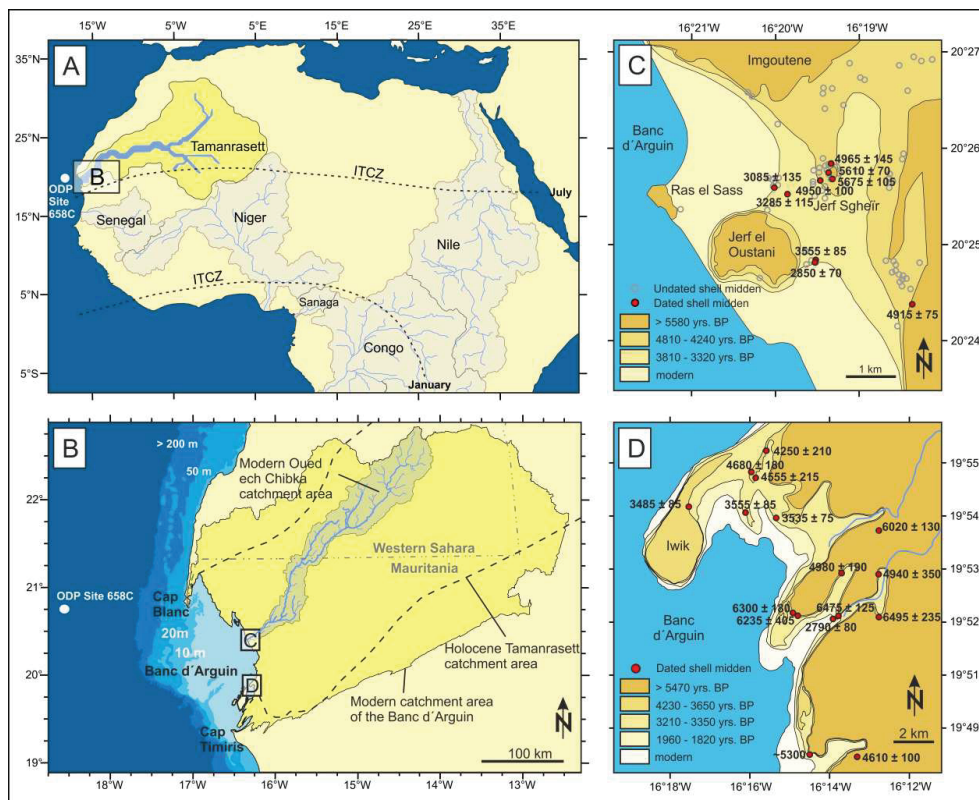 15°W
5°W
5°E
15°E
25°E
35°E
A
35°N
25°N
15°N
5°N
5°S
Tamanrasett
B
ODP
Site
658C
ITCZ
July
Senegal
Niger
Nile
ITCZ
Sanaga
Congo
January
16°21W
16°20W
16°19W
C
20°27
20°26
20°25
20°24
Imgoutene
Banc
d´Arguin
Ras el Sass
4965 ± 145
5610 ± 70
5675 ± 105
3085 ± 135
4950 ± 100
3285 ± 115
Jerf Sgheïr
Jerf el
Oustani
3555 ± 85
2850 ± 70
4915 ± 75
Undated shell midden
Dated shell midden
> 5580 yrs. BP
4810 - 4240 yrs. BP
3810 - 3320 yrs. BP
modern
1 km
N
B
> 200 m
50 m
Modern Oued
ech Chibka
catchment area
22°
21°
20°
19°
Western Sahara
Mauritania
ODP Site 658C
Cap
Blanc
20m
10 m
C
Banc d´Arguin
D
Holocene Tamanrasett
catchment area
Modern catchment area
of the Banc d´Arguin
Cap
Timiris
N
100 km
18°W
17°W
16°W
15°W
14°W
13°W
D
4250 ± 210
4680 ± 180
4555 ± 215
3485 ± 85
3555 ± 85
3535 ± 75
Iwik
6020 ± 130
4980 ± 190
4940 ± 350
6300 ± 180
6475 ± 125
6235 ± 405
2790 ± 80
6495 ± 235
Banc
d´Arguin
Dated shell midden
> 5470 yrs. BP
4230 - 3650 yrs. BP
3210 - 3350 yrs. BP
1960 - 1820 yrs. BP
modern
~5300
4610 ± 100
N
2 km
19°55
19°54
19°53
19°52
19°51
19°49
16°18W
16°16W
16°14W
16°12W